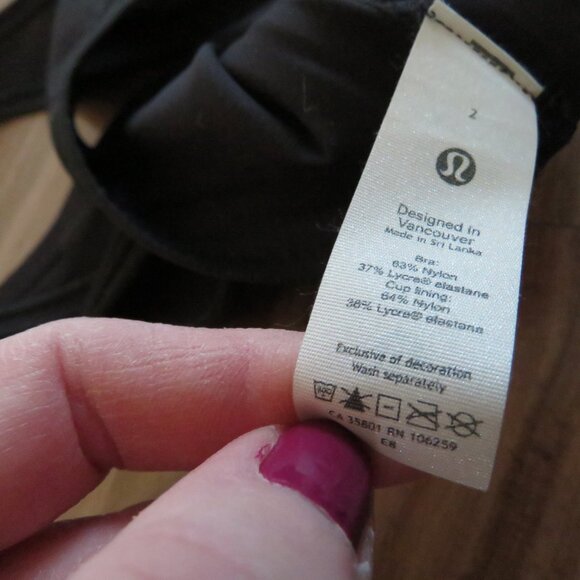 2
Designed in
Vancouver
Made in Sri Lanka
Bra:
63% Nylon
37% Lycra® elastane
Cup lining:
64% Nylon
36% Lycra® elastane
Exclusive of decoration
Wash separately
CA 35801 RN 106259
E8